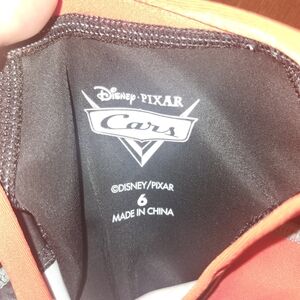 Disney · PIXAR
Cars
©DISNEY/PIXAR
6
MADE IN CHINA